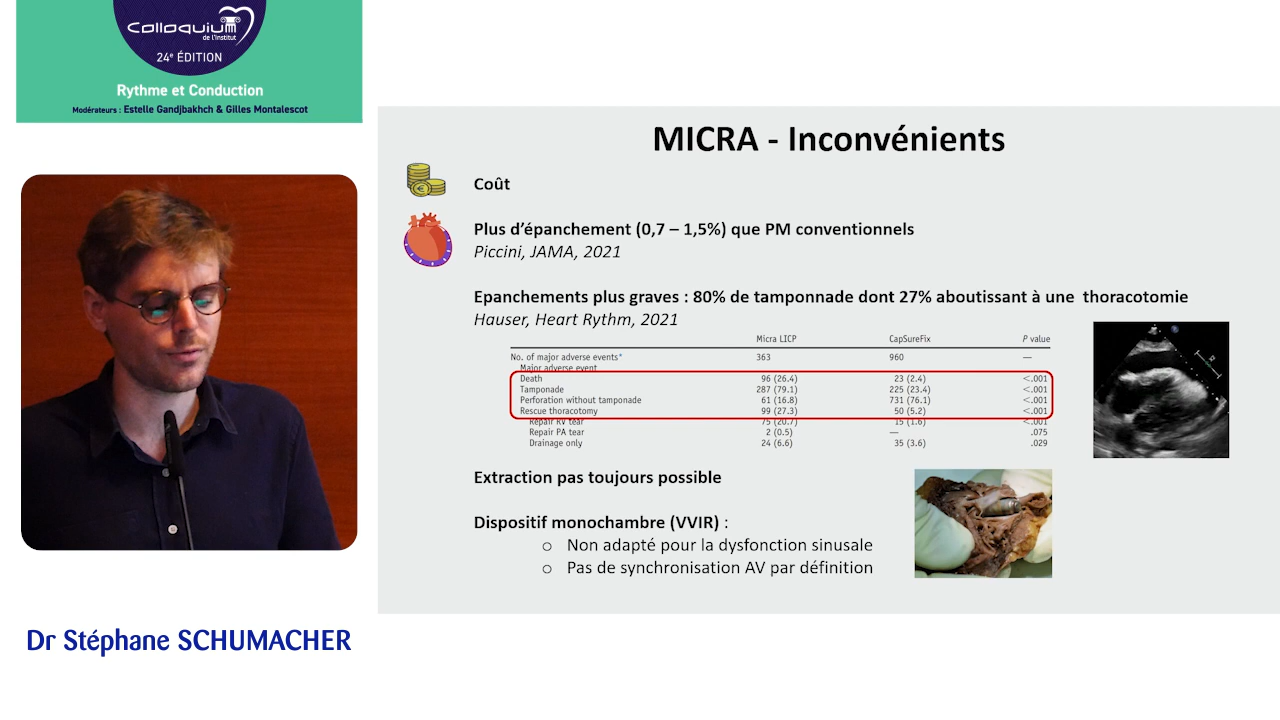 Colloquium
de l'Institut
24e ÉDITION
Rythme et Conduction
Modérateurs : Estelle Gandjbakhch & Gilles Montalescot
MICRA - Inconvénients
Coût
Plus d'épanchement (0,7 – 1,5%) que PM conventionnels
Piccini, JAMA, 2021
Epanchements plus graves : 80% de tamponnade dont 27% aboutissant à une thoracotomie
Hauser, Heart Rythm, 2021
Micra LICP CapSureFix P value
No. of major adverse events* 363 960 —
Major adverse event
Death 96 (26.4) 23 (2.4) <.001
Tamponade 287 (79.1) 225 (23.4) <.001
Perforation without tamponade 61 (16.8) 731 (76.1) <.001
Rescue thoracotomy 99 (27.3) 50 (5.2) <.001
Repair RV tear 75 (20.7) 15 (1.6) <.001
Repair PA tear 2 (0.5) — .075
Drainage only 24 (6.6) 35 (3.6) .029
Extraction pas toujours possible
Dispositif monochambre (VVIR) :
o Non adapté pour la dysfonction sinusale
o Pas de synchronisation AV par définition
Dr Stéphane SCHUMACHER